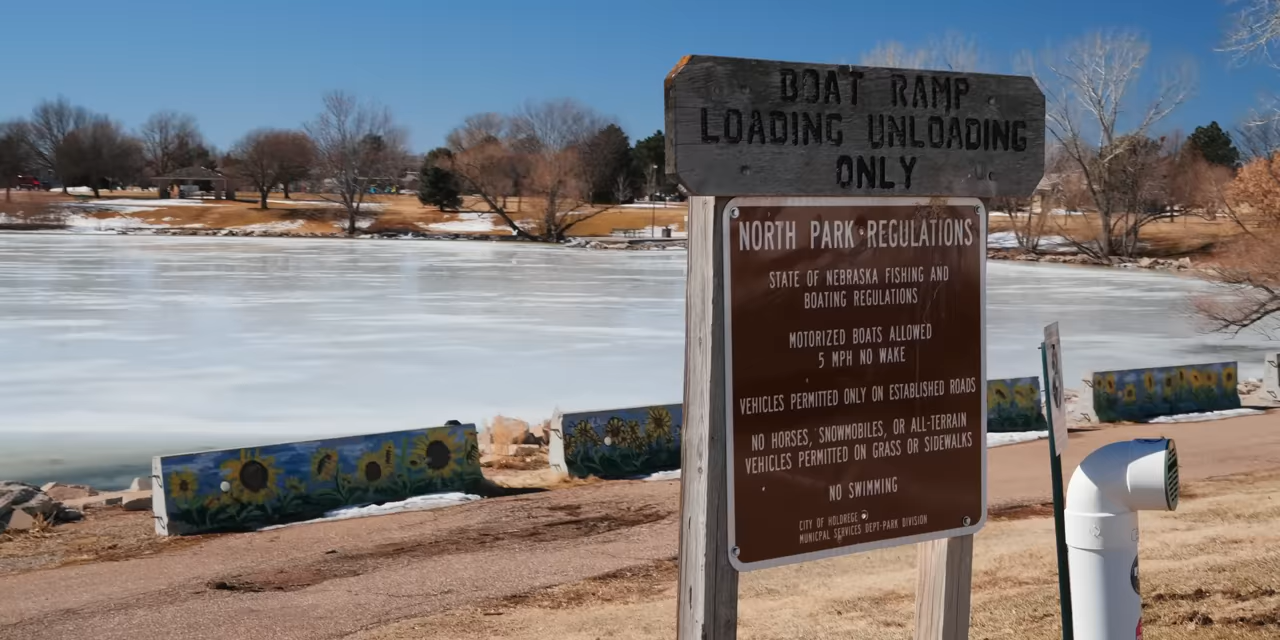 BOAT RAMP
LOADING UNLOADING
ONLY
NORTH PARK REGULATIONS
STATE OF NEBRASKA FISHING AND
BOATING REGULATIONS
MOTORIZED BOATS ALLOWED
5 MPH NO WAKE
VEHICLES PERMITTED ONLY ON ESTABLISHED ROADS
NO HORSES, SNOWMOBILES, OR ALL-TERRAIN
VEHICLES PERMITTED ON GRASS OR SIDEWALKS
NO SWIMMING
CITY OF HOLDREGE
MUNICPAL SERVICES DEPT-PARK DIVISION